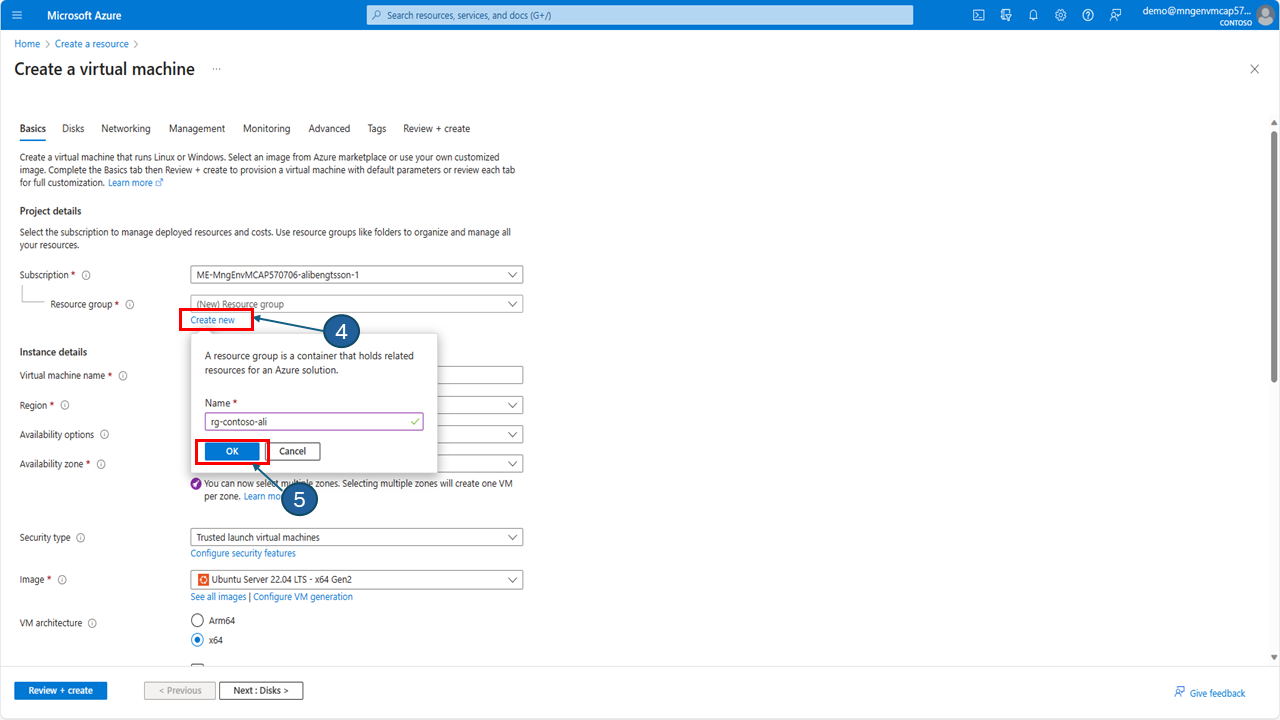 Microsoft Azure
Search resources, services, and docs (G+/)
demo@mngenvmcap57...
CONTOSO
Home > Create a resource >
Create a virtual machine ...
Basics Disks Networking Management Monitoring Advanced Tags Review + create
Create a virtual machine that runs Linux or Windows. Select an image from Azure marketplace or use your own customized
image. Complete the Basics tab then Review + create to provision a virtual machine with default parameters or review each tab
for full customization. Learn more
Project details
Select the subscription to manage deployed resources and costs. Use resource groups like folders to organize and manage all
your resources.
Subscription * ME-MngEnvMCAP570706-alibengtsson-1
Resource group * (New) Resource group
Create new
4
A resource group is a container that holds related
resources for an Azure solution.
Name *
rg-contoso-ali
OK Cancel
5
Instance details
Virtual machine name *
Region *
Availability options
Availability zone *
You can now select multiple zones. Selecting multiple zones will create one VM
per zone. Learn mo
Security type Trusted launch virtual machines
Configure security features
Image * Ubuntu Server 22.04 LTS - x64 Gen2
See all images | Configure VM generation
VM architecture Arm64
x64
Review + create < Previous Next : Disks > Give feedback